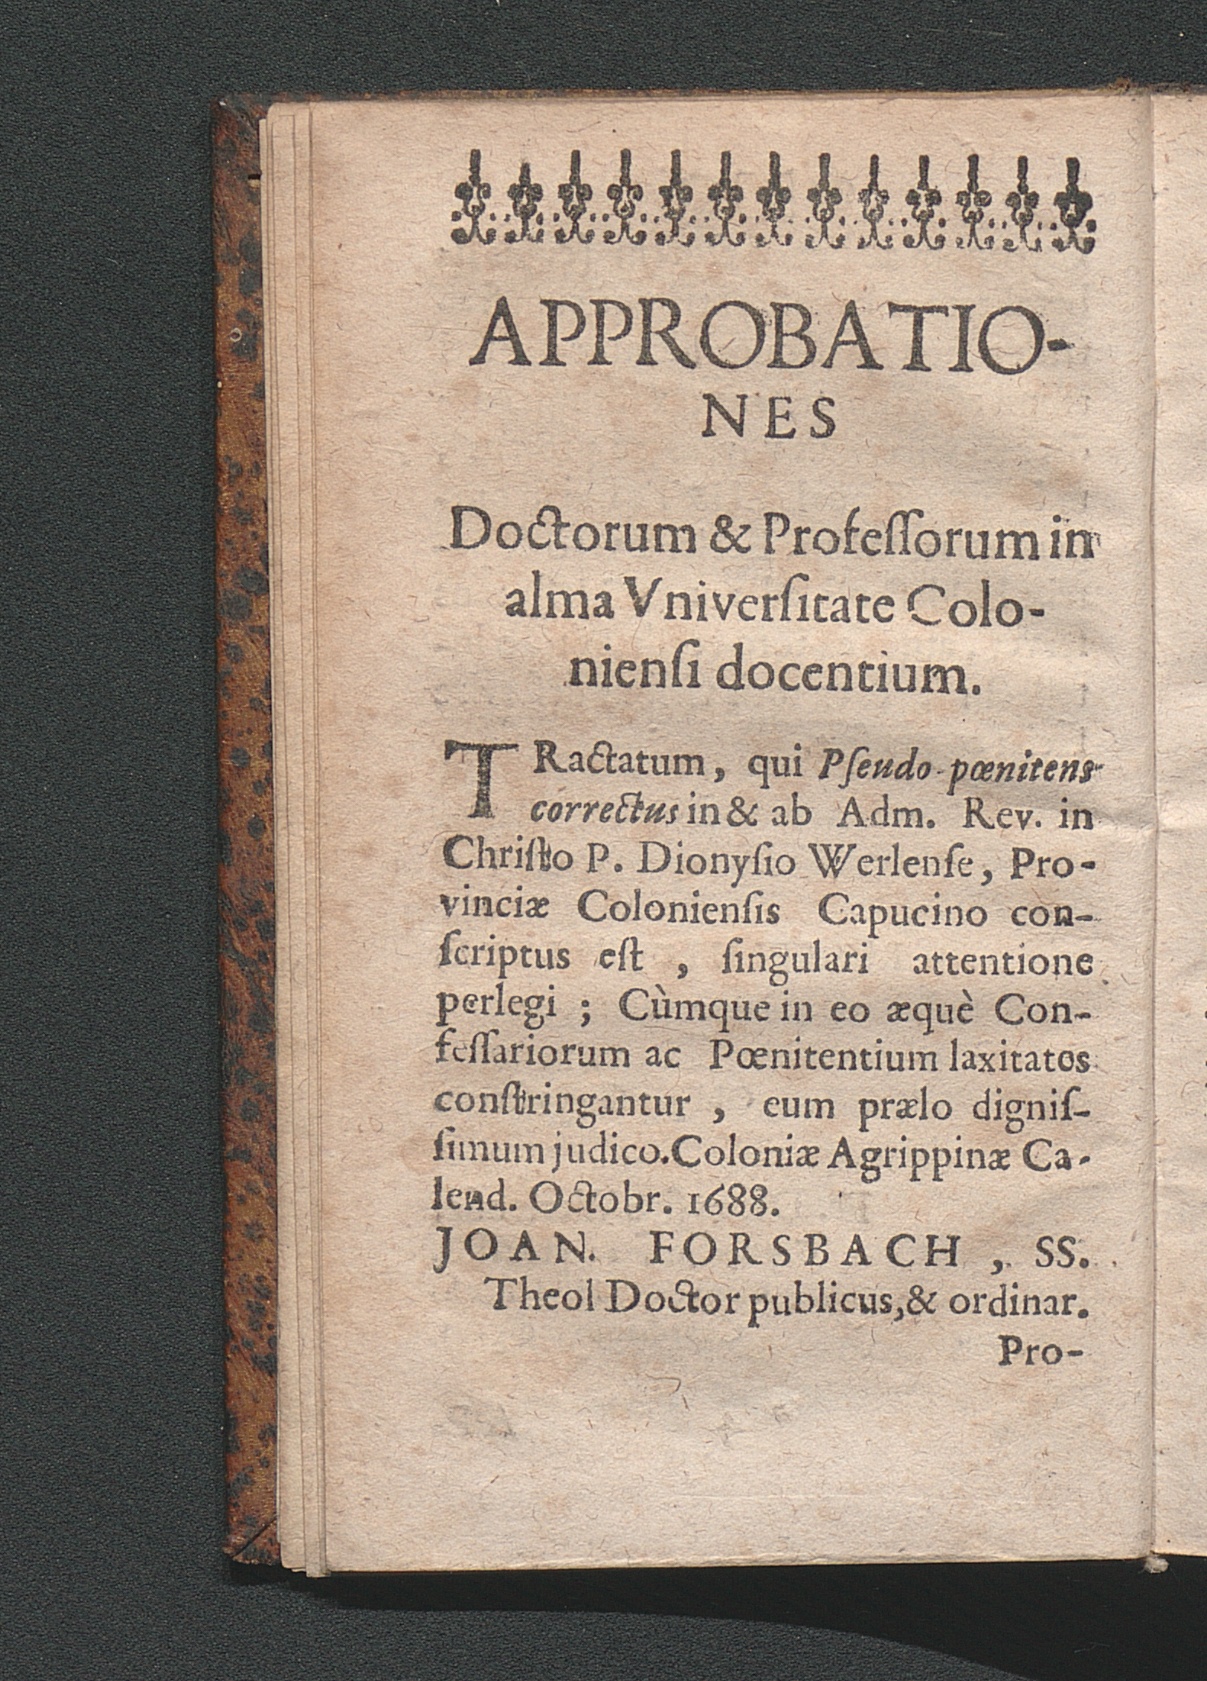 APPROBATIO-
NES
Doctorum & Profeſſorum in
alma Vniverſitate Colo-
nienſi docentium.
TRactatum, qui Pſeudo-pœnitens
correctus in & ab Adm. Rev. in
Chriſto P. Dionyſio Werlenſe, Pro-
vinciæ Colonienſis Capucino con-
ſcriptus eſt , ſingulari attentione
perlegi ; Cùmque in eo æquè Con-
feſſariorum ac Pœnitentium laxitates
conſtringantur , eum prælo digniſ-
ſimum judico. Coloniæ Agrippinæ Ca-
lend. Octobr. 1688.
JOAN. FORSBACH , SS.
Theol Doctor publicus, & ordinar.
Pro-